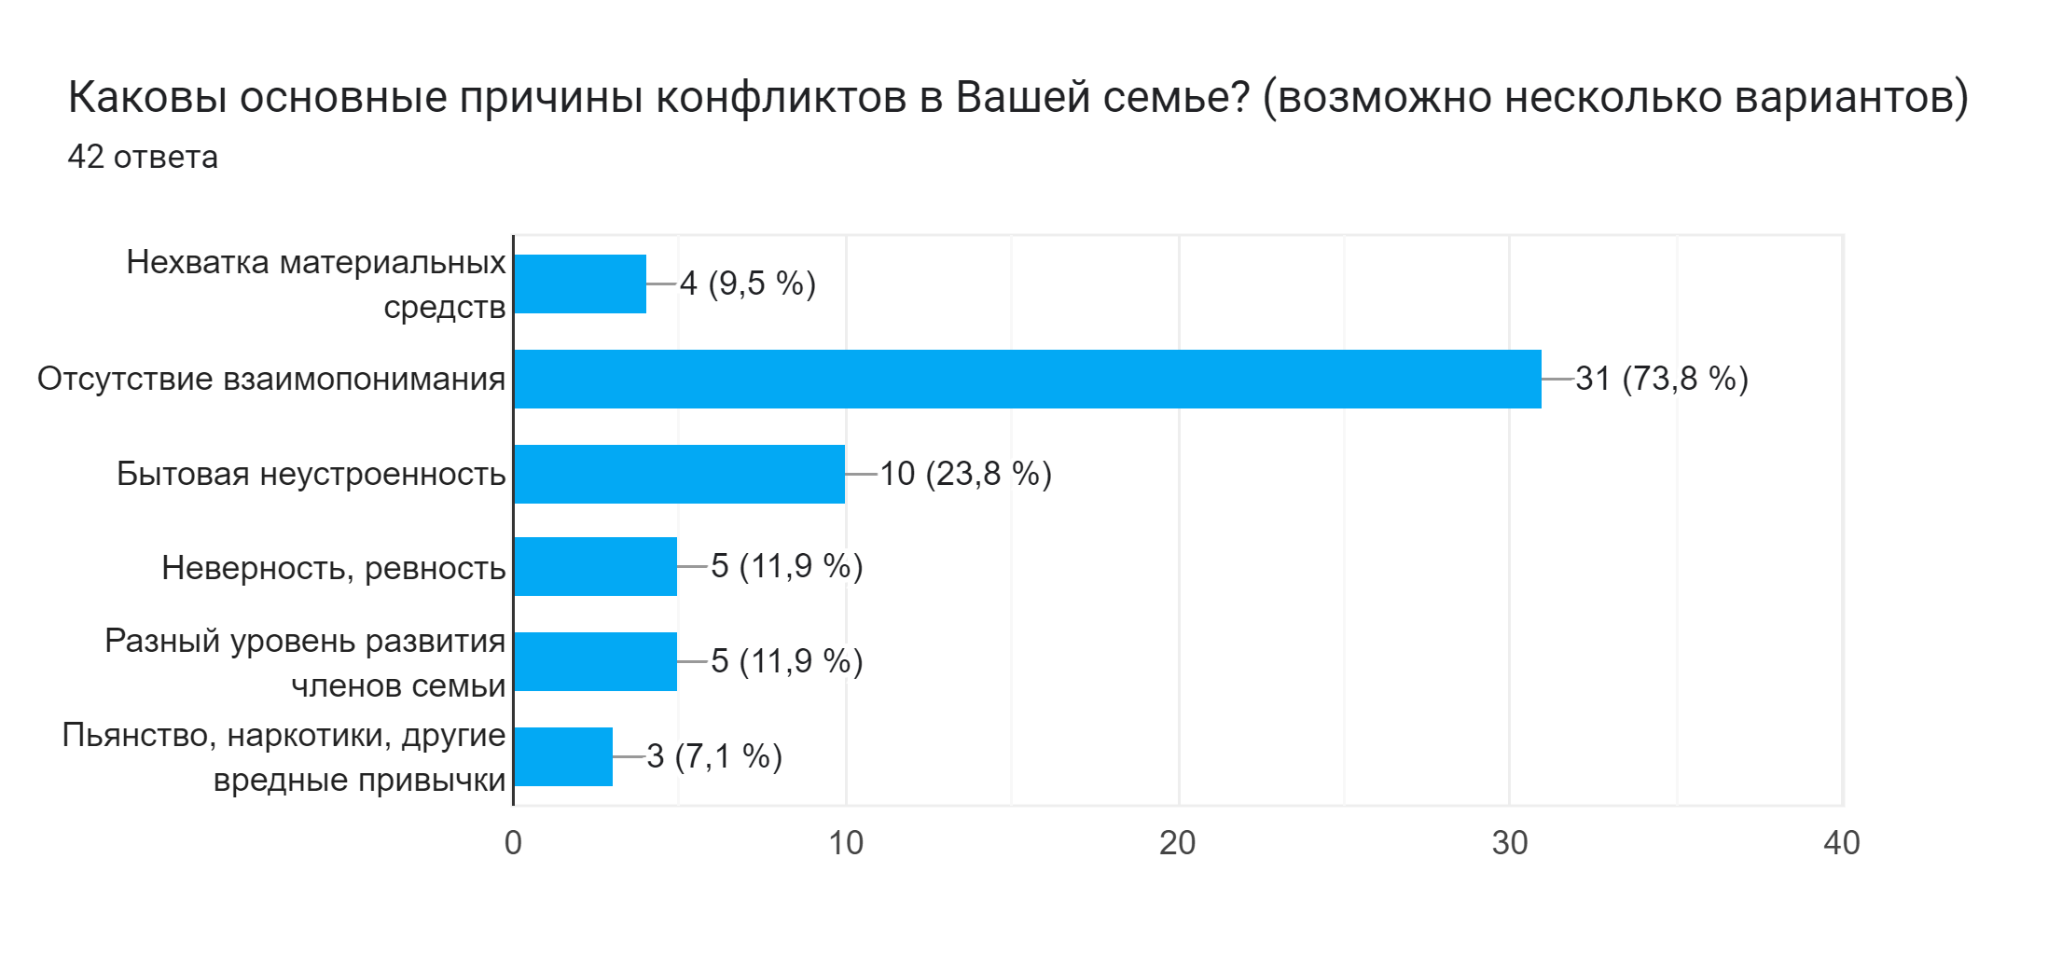 Каковы основные причины конфликтов в Вашей семье? (возможно несколько вариантов)
42 ответа
Нехватка материальных
средств
4 (9,5 %)
Отсутствие взаимопонимания
31 (73,8 %)
Бытовая неустроенность
10 (23,8 %)
Неверность, ревность
5 (11,9 %)
Разный уровень развития
членов семьи
5 (11,9 %)
Пьянство, наркотики, другие
вредные привычки
3 (7,1 %)
0 10 20 30 40